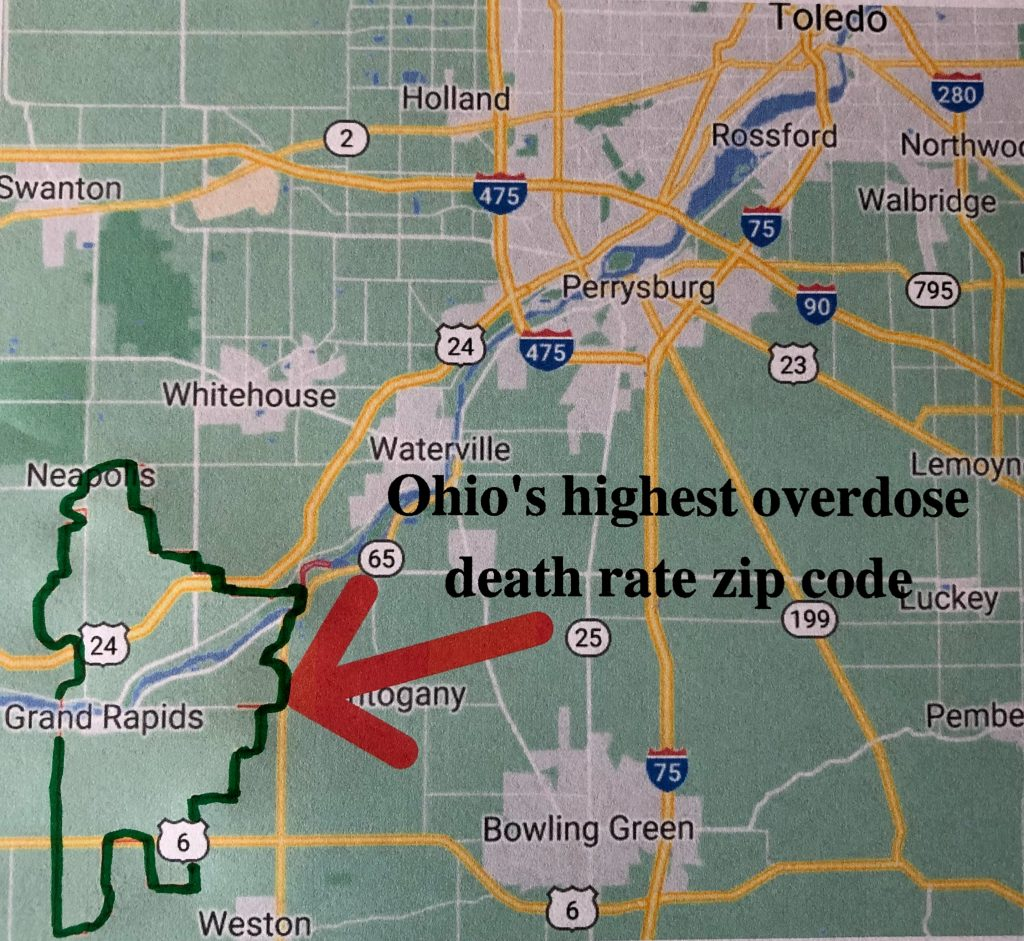 Toledo
Holland
280
2
Rossford
Northwoo
Swanton
475
Walbridge
75
Perrysburg
795
90
24
475
23
Whitehouse
Waterville
Lemoyn
Neapolis
Ohio's highest overdose
65
death rate zip code
Luckey
199
24
25
ntogany
Grand Rapids
Pembe
75
Bowling Green
6
6
Weston